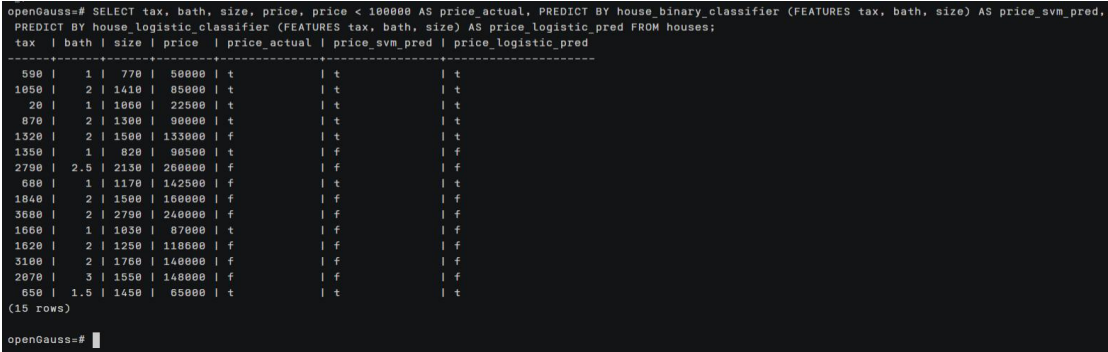 openGauss=# SELECT tax, bath, size, price, price < 100000 AS price_actual, PREDICT BY house_binary_classifier (FEATURES tax, bath, size) AS price_svm_pred,
 PREDICT BY house_logistic_classifier (FEATURES tax, bath, size) AS price_logistic_pred FROM houses;
 tax  | bath | size | price  | price_actual | price_svm_pred | price_logistic_pred
------+------+------+--------+--------------+----------------+---------------------
  590 |    1 |  770 |  50000 | t            | t              | t
 1050 |    2 | 1410 |  85000 | t            | t              | t
   20 |    1 | 1060 |  22500 | t            | t              | t
  870 |    2 | 1300 |  90000 | t            | t              | t
 1320 |    2 | 1500 | 133000 | f            | t              | t
 1350 |    1 |  820 |  90500 | t            | f              | f
 2790 |  2.5 | 2130 | 260000 | f            | f              | f
  680 |    1 | 1170 | 142500 | f            | t              | t
 1840 |    2 | 1500 | 160000 | f            | f              | f
 3680 |    2 | 2790 | 240000 | f            | f              | f
 1660 |    1 | 1030 |  87000 | t            | f              | f
 1620 |    2 | 1250 | 118600 | f            | f              | f
 3100 |    2 | 1760 | 140000 | f            | f              | f
 2070 |    3 | 1550 | 148000 | f            | f              | f
  650 |  1.5 | 1450 |  65000 | t            | t              | t
(15 rows)
openGauss=#